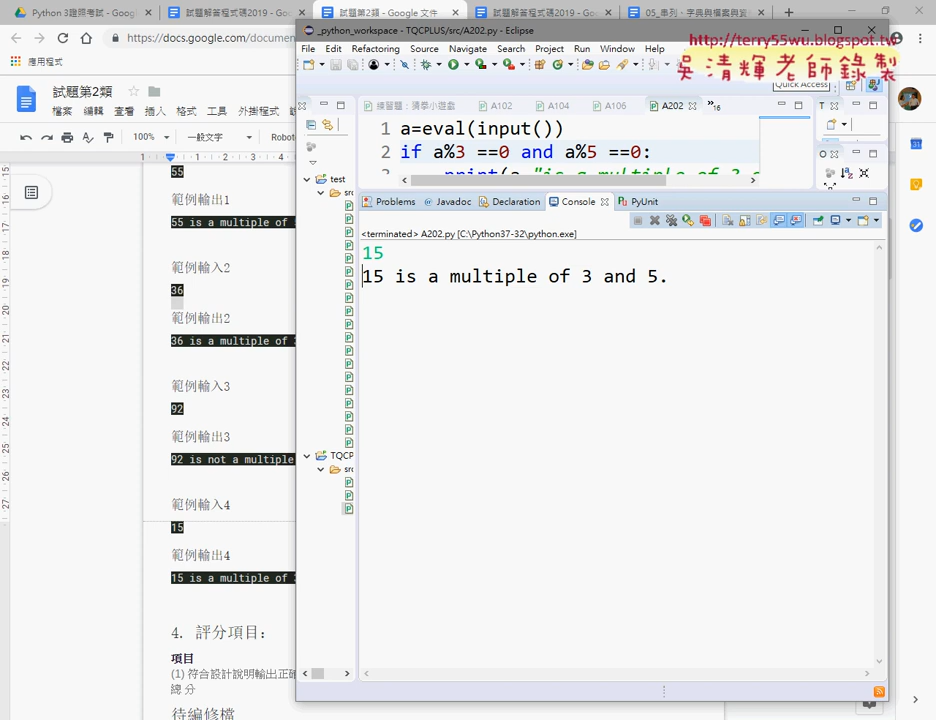 Python 3證照考試 - Goog
試題解答程式碼2019 - G
試題第2類 - Google 文件
試題解答程式碼2019 - G
05_串列、字典與檔案與資
https://docs.google.com/documen
應用程式
試題第2類
檔案 編輯 查看 插入 格式 工具 外掛程式
100% 一般文字 Robot
55
範例輸出1
55 is a multiple of
範例輸入2
36
範例輸出2
36 is a multiple of
範例輸入3
92
範例輸出3
92 is not a multiple
範例輸入4
15
範例輸出4
15 is a multiple of
4. 評分項目:
項目
(1) 符合設計說明輸出正確
總 分
待編修檔
_python_workspace - TQCPLUS/src/A202.py - Eclipse
http://terry55wu.blogspot.tw
吳清輝老師錄製
File Edit Refactoring Source Navigate Search Project Run Window Help
Quick Access
練習題:猜拳小遊戲 A102 A104 A106 A202 »16
1 a=eval(input())
2 if a%3 ==0 and a%5 ==0:
print(a,"is a multiple of 3
test
src
TQCP
src
Problems Javadoc Declaration Console PyUnit
<terminated> A202.py [C:\Python37-32\python.exe]
15
15 is a multiple of 3 and 5.